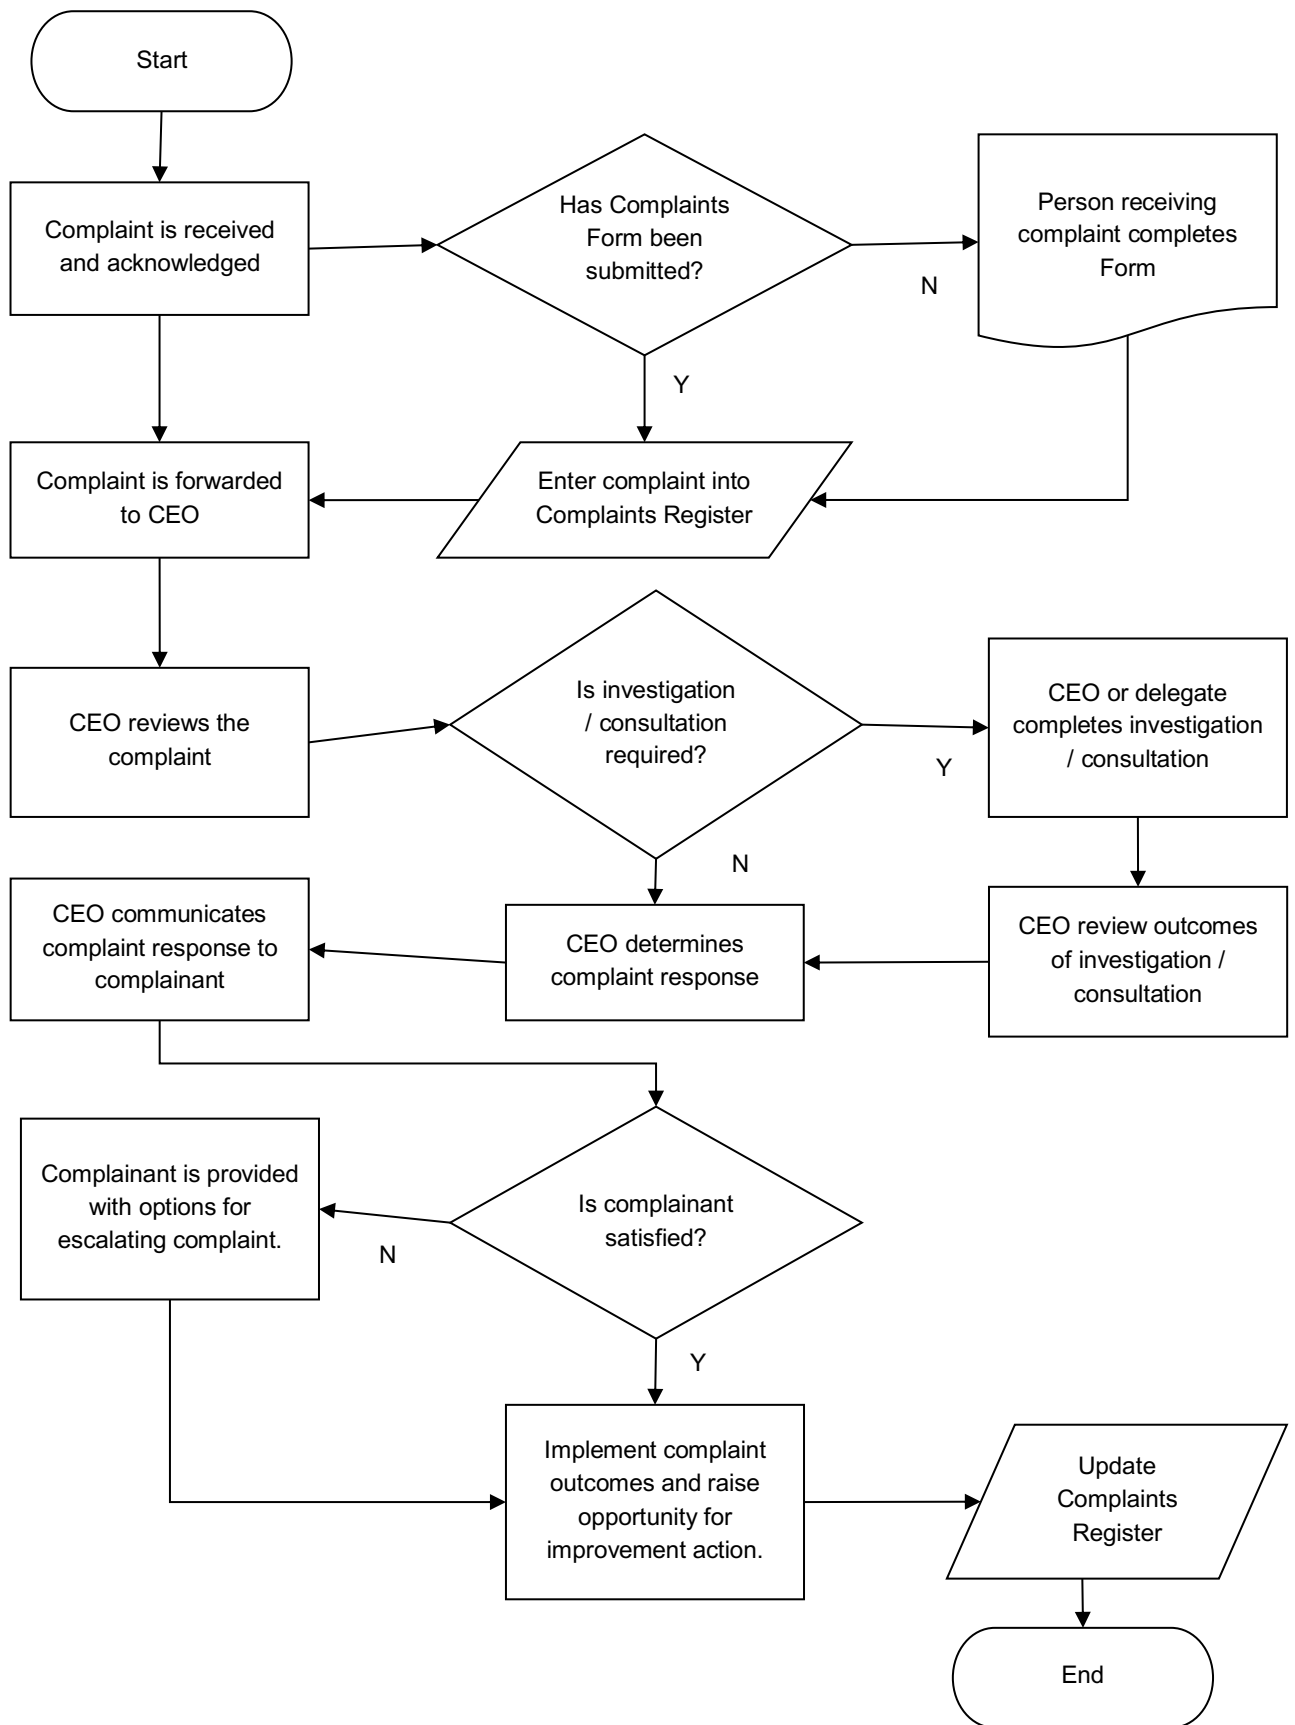 Start
Complaint is received
and acknowledged
Has Complaints
Form been
submitted?
Person receiving
complaint completes
Form
N
Y
Complaint is forwarded
to CEO
Enter complaint into
Complaints Register
CEO reviews the
complaint
Is investigation
/ consultation
required?
CEO or delegate
completes investigation
/ consultation
Y
N
CEO communicates
complaint response to
complainant
CEO determines
complaint response
CEO review outcomes
of investigation /
consultation
Complainant is provided
with options for
escalating complaint.
Is complainant
satisfied?
N
Y
Implement complaint
outcomes and raise
opportunity for
improvement action.
Update
Complaints
Register
End